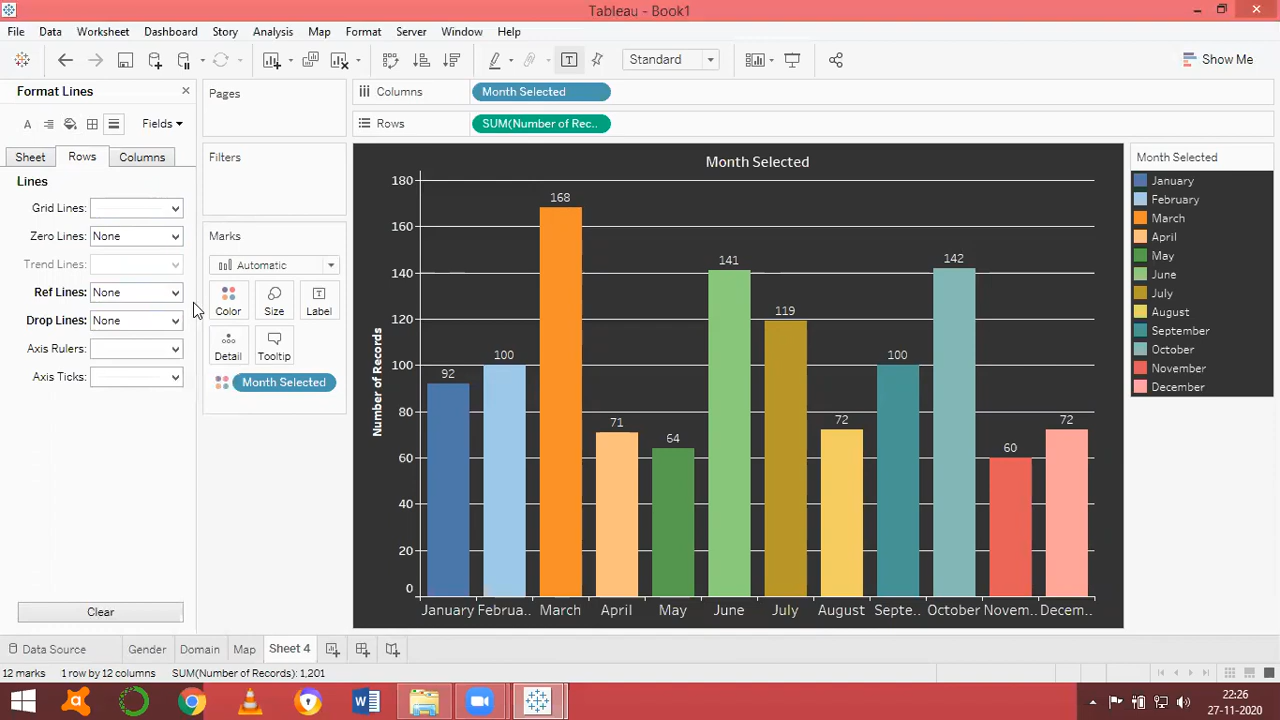 Tableau - Book1
File Data Worksheet Dashboard Story Analysis Map Format Server Window Help
Standard
Show Me
Format Lines
Fields
Sheet Rows Columns
Lines
Grid Lines:
Zero Lines: None
Trend Lines:
Ref Lines: None
Drop Lines: None
Axis Rulers:
Axis Ticks:
Clear
Pages
Filters
Marks
Automatic
Color Size Label
Detail Tooltip
Month Selected
Columns Month Selected
Rows SUM(Number of Rec..
Month Selected
Number of Records
180
160
140
120
100
80
60
40
20
0
92 100 168 71 64 141 119 72 100 142 60 72
January Februa.. March April May June July August Septe.. October Novem.. Decem..
Month Selected
January
February
March
April
May
June
July
August
September
October
November
December
Data Source Gender Domain Map Sheet 4
12 marks 1 row by 12 columns SUM(Number of Records): 1,201
22:26
27-11-2020